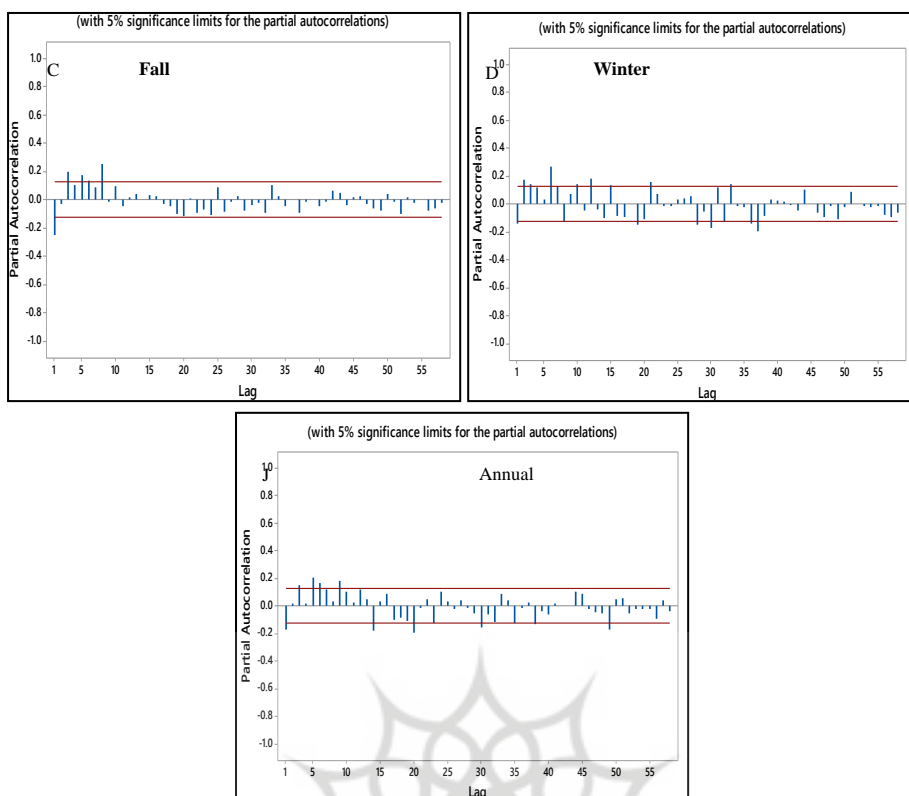 (with 5% significance limits for the partial autocorrelations)
C
Fall
1.0
0.8
0.6
0.4
0.2
0.0
-0.2
-0.4
-0.6
-0.8
-1.0
Partial Autocorrelation
1 5 10 15 20 25 30 35 40 45 50 55
Lag
(with 5% significance limits for the partial autocorrelations)
D
Winter
1.0
0.8
0.6
0.4
0.2
0.0
-0.2
-0.4
-0.6
-0.8
-1.0
Partial Autocorrelation
1 5 10 15 20 25 30 35 40 45 50 55
Lag
(with 5% significance limits for the partial autocorrelations)
J
Annual
1.0
0.8
0.6
0.4
0.2
0.0
-0.2
-0.4
-0.6
-0.8
-1.0
Partial Autocorrelation
1 5 10 15 20 25 30 35 40 45 50 55
Lag